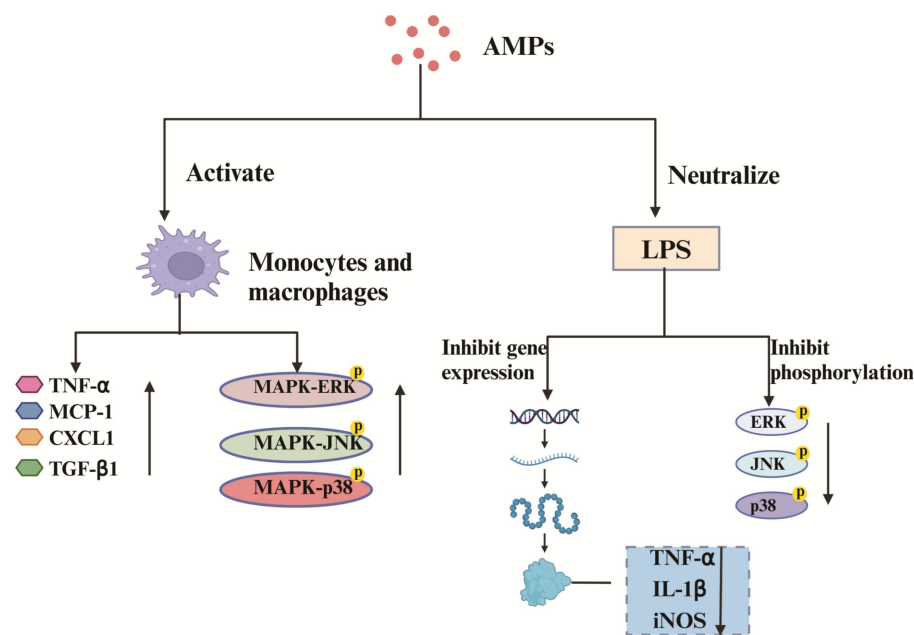 AMPs
Activate
Neutralize
Monocytes and
macrophages
LPS
TNF-α
MCP-1
CXCL1
TGF-β1
MAPK-ERK
p
MAPK-JNK
p
MAPK-p38
p
Inhibit gene
expression
Inhibit
phosphorylation
ERK
p
JNK
p
p38
p
TNF-α
IL-1β
iNOS